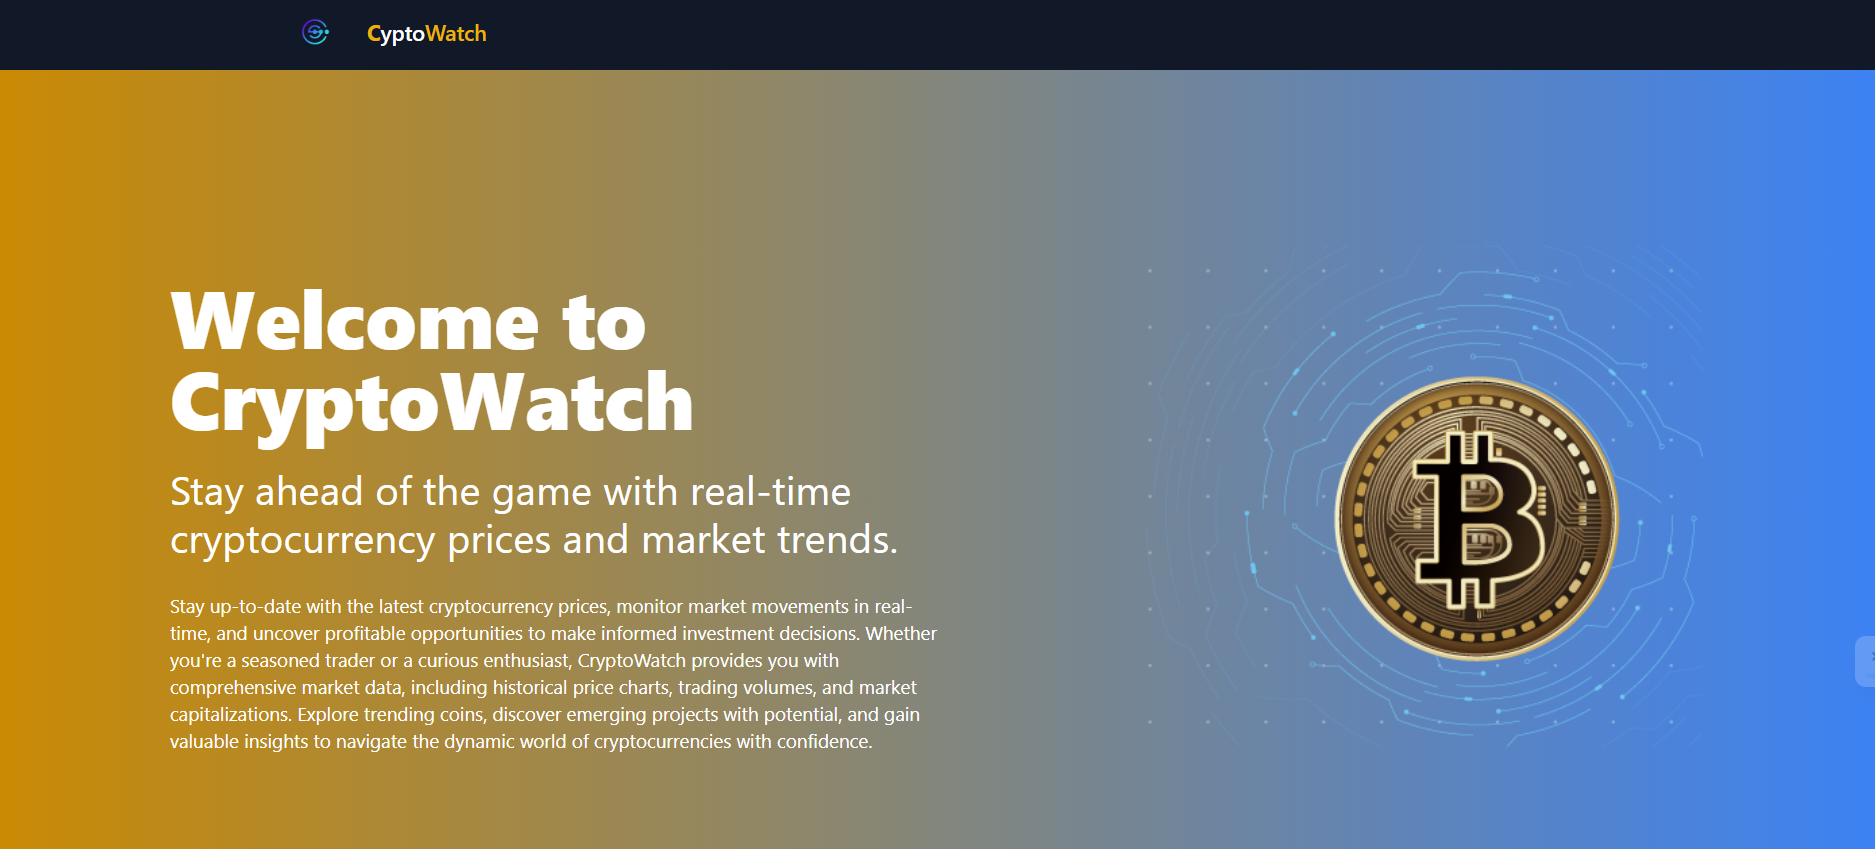 CyptoWatch
Welcome to
CryptoWatch
Stay ahead of the game with real-time
cryptocurrency prices and market trends.
Stay up-to-date with the latest cryptocurrency prices, monitor market movements in real-
time, and uncover profitable opportunities to make informed investment decisions. Whether
you're a seasoned trader or a curious enthusiast, CryptoWatch provides you with
comprehensive market data, including historical price charts, trading volumes, and market
capitalizations. Explore trending coins, discover emerging projects with potential, and gain
valuable insights to navigate the dynamic world of cryptocurrencies with confidence.